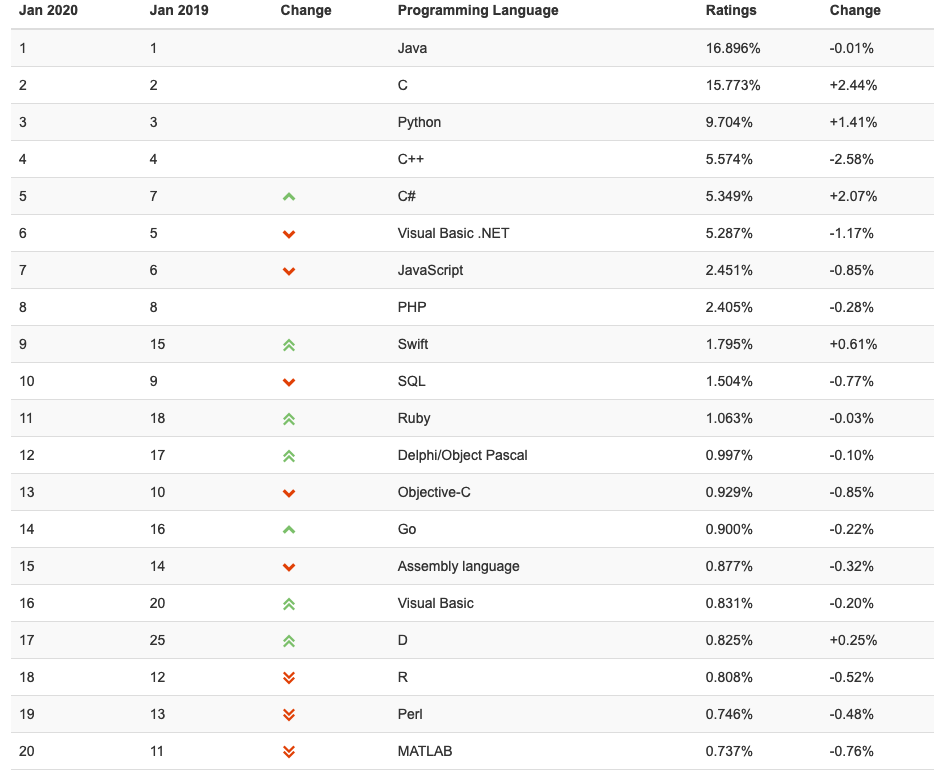 Jan 2020 Jan 2019 Change Programming Language Ratings Change
1 1 Java 16.896% -0.01%
2 2 C 15.773% +2.44%
3 3 Python 9.704% +1.41%
4 4 C++ 5.574% -2.58%
5 7 C# 5.349% +2.07%
6 5 Visual Basic .NET 5.287% -1.17%
7 6 JavaScript 2.451% -0.85%
8 8 PHP 2.405% -0.28%
9 15 Swift 1.795% +0.61%
10 9 SQL 1.504% -0.77%
11 18 Ruby 1.063% -0.03%
12 17 Delphi/Object Pascal 0.997% -0.10%
13 10 Objective-C 0.929% -0.85%
14 16 Go 0.900% -0.22%
15 14 Assembly language 0.877% -0.32%
16 20 Visual Basic 0.831% -0.20%
17 25 D 0.825% +0.25%
18 12 R 0.808% -0.52%
19 13 Perl 0.746% -0.48%
20 11 MATLAB 0.737% -0.76%